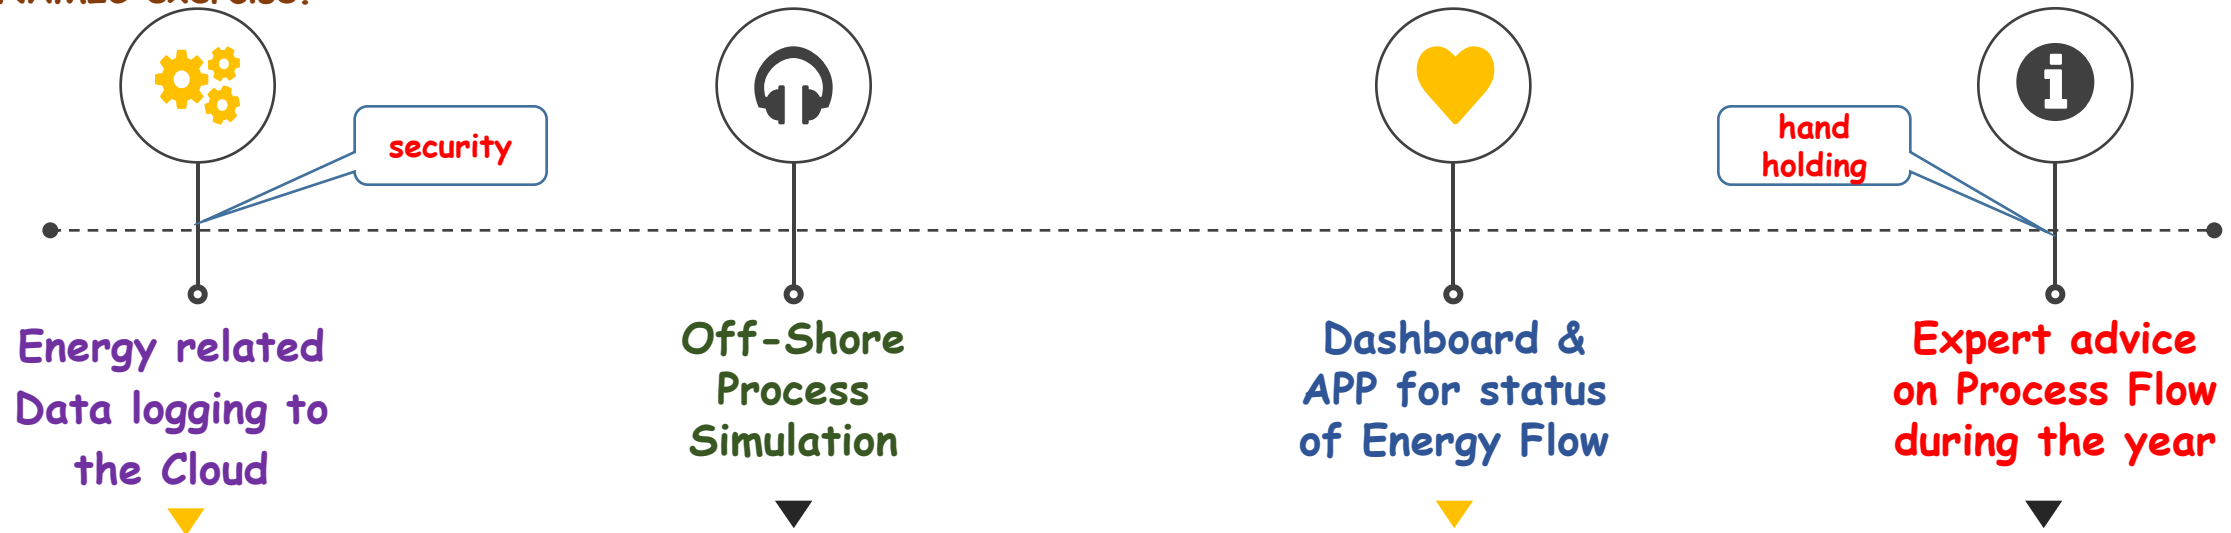 exercise.
security
hand
holding
Energy related
Data logging to
the Cloud
Off-Shore
Process
Simulation
Dashboard &
APP for status
of Energy Flow
Expert advice
on Process Flow
during the year